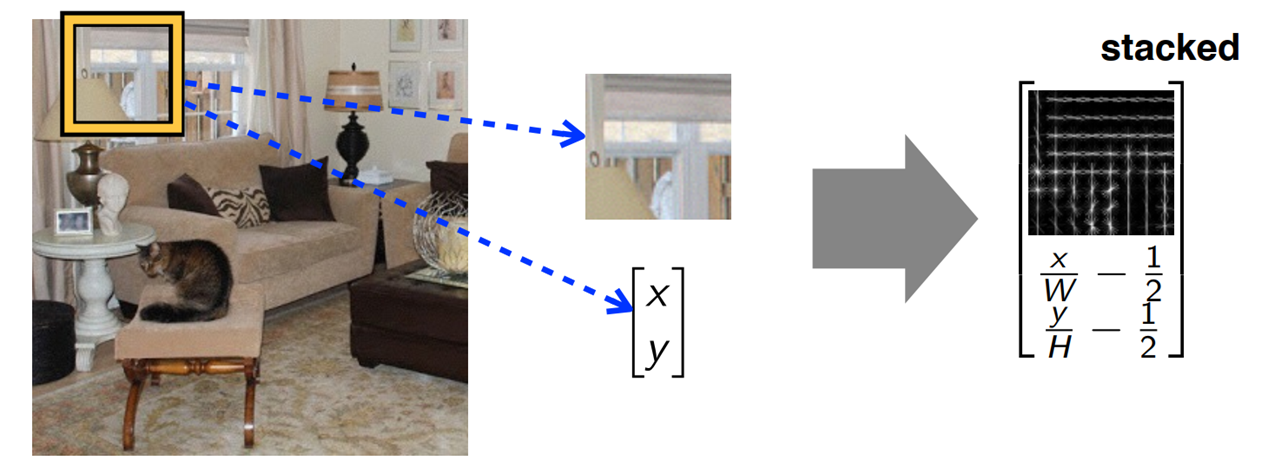 stacked
x
y
x/W − 1/2
y/H − 1/2